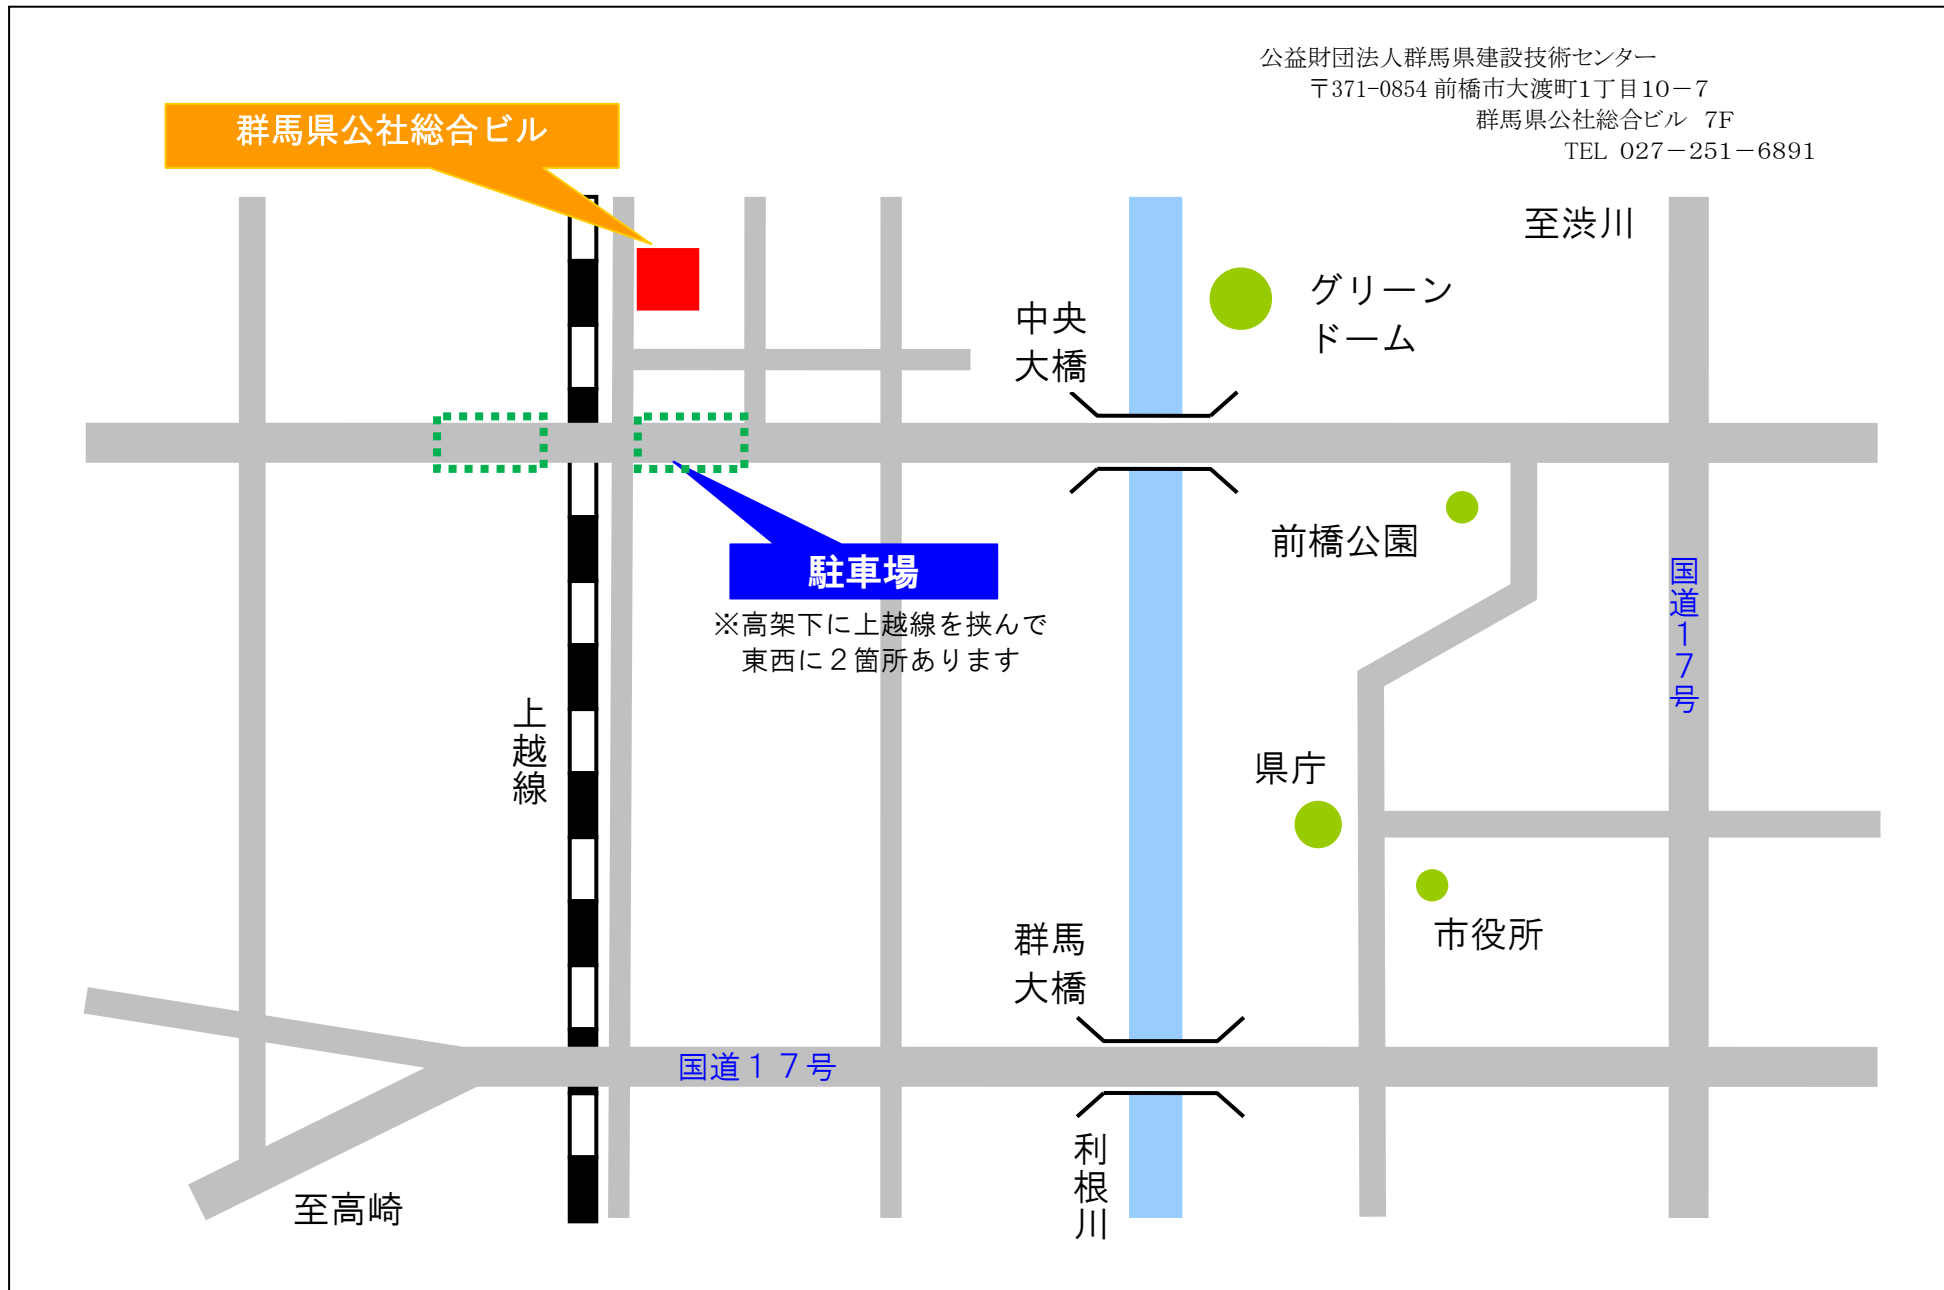 公益財団法人群馬県建設技術センター
〒371-0854 前橋市大渡町1丁目10－7
群馬県公社総合ビル 7F
TEL 027－251－6891
群馬県公社総合ビル
至渋川
グリーン
ドーム
中央
大橋
前橋公園
駐車場
※高架下に上越線を挟んで
東西に２箇所あります
国道17号
上越線
県庁
市役所
群馬
大橋
国道１７号
利根川
至高崎